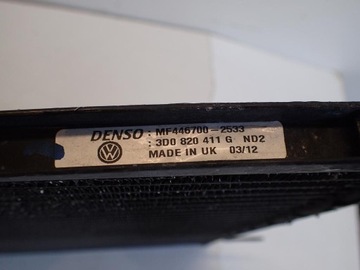 DENSO : MF446700-2533
: 3D0 820 411 G ND2
MADE IN UK 03/12